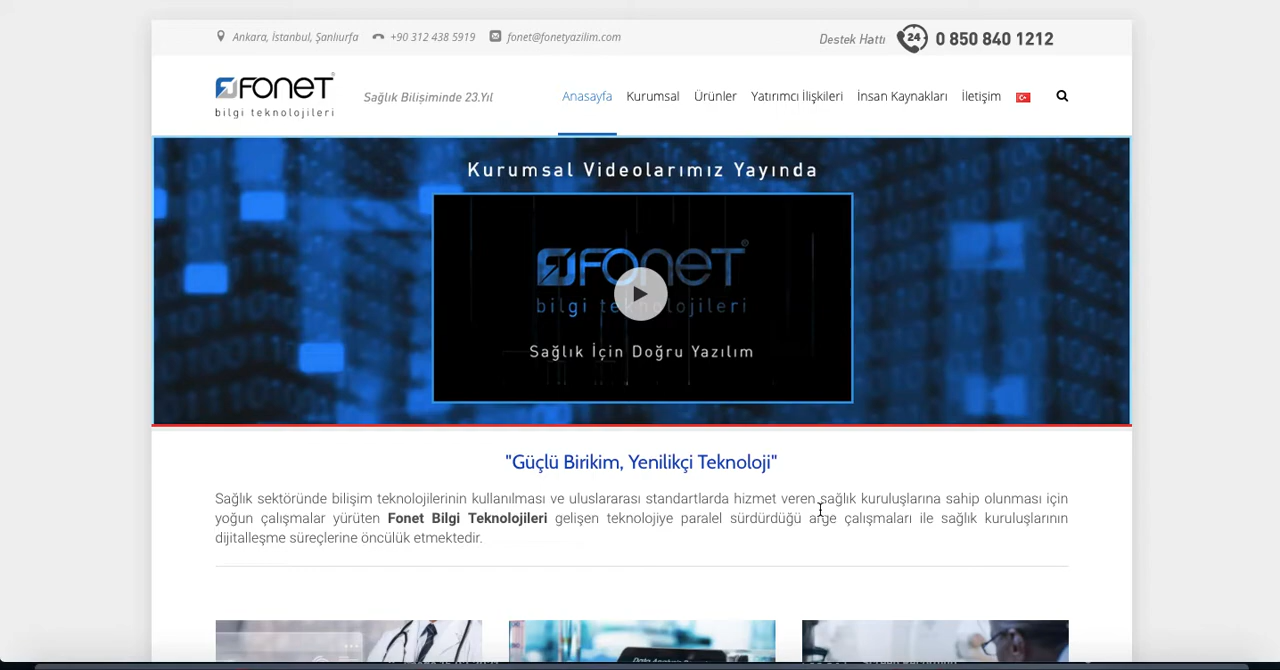 Ankara, İstanbul, Şanlıurfa +90 312 438 5919 fonet@fonetyazilim.com Destek Hattı 24 0 850 840 1212
FONET
bilgi teknolojileri
Sağlık Bilişiminde 23.Yıl
Anasayfa Kurumsal Ürünler Yatırımcı İlişkileri İnsan Kaynakları İletişim
Kurumsal Videolarımız Yayında
FONET
bilgi teknolojileri
Sağlık İçin Doğru Yazılım
"Güçlü Birikim, Yenilikçi Teknoloji"
Sağlık sektöründe bilişim teknolojilerinin kullanılması ve uluslararası standartlarda hizmet veren sağlık kuruluşlarına sahip olunması için
yoğun çalışmalar yürüten Fonet Bilgi Teknolojileri gelişen teknolojiye paralel sürdürdüğü arge çalışmaları ile sağlık kuruluşlarının
dijitalleşme süreçlerine öncülük etmektedir.